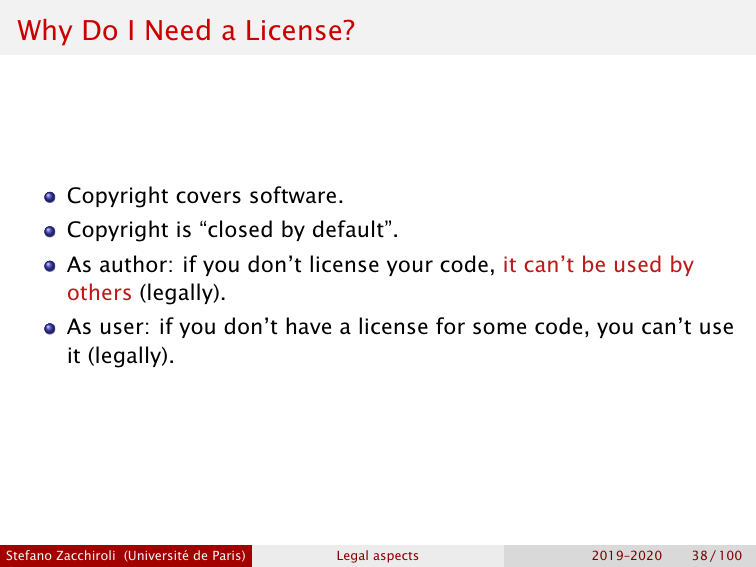 Why Do I Need a License?
Copyright covers software.
Copyright is “closed by default”.
As author: if you don’t license your code, it can’t be used by
others (legally).
As user: if you don’t have a license for some code, you can’t use
it (legally).
Stefano Zacchiroli (Université de Paris) Legal aspects 2019–2020 38 / 100